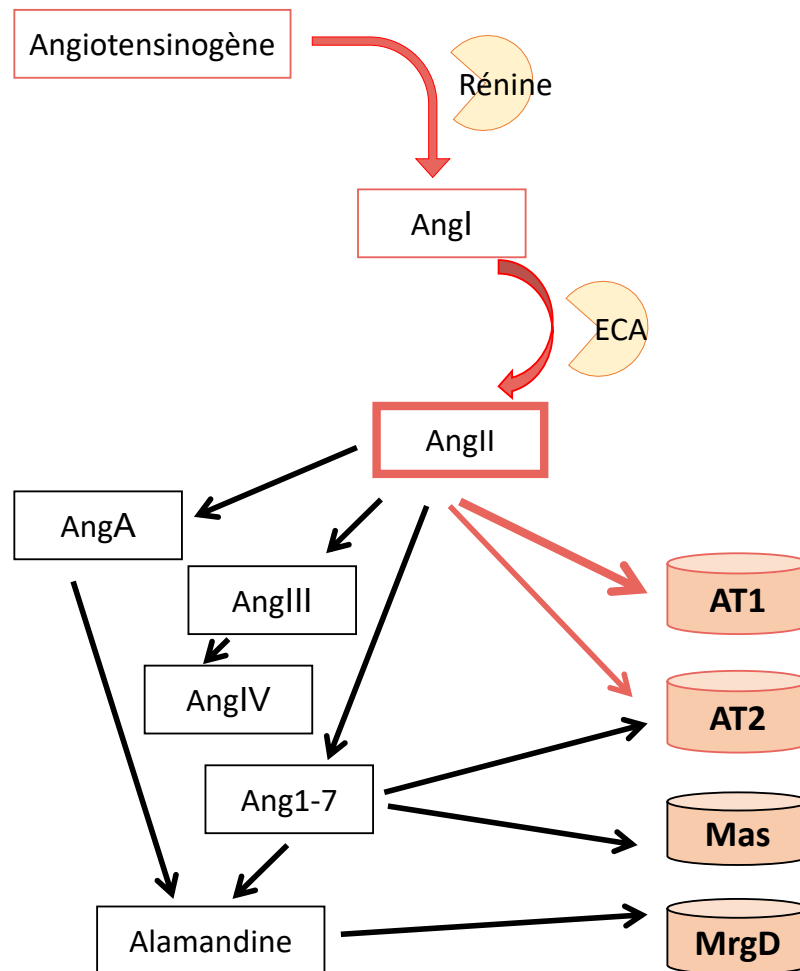 Angiotensinogène
Rénine
AngI
ECA
AngII
AngA
AngIII
AT1
AngIV
AT2
Ang1-7
Mas
Alamandine
MrgD